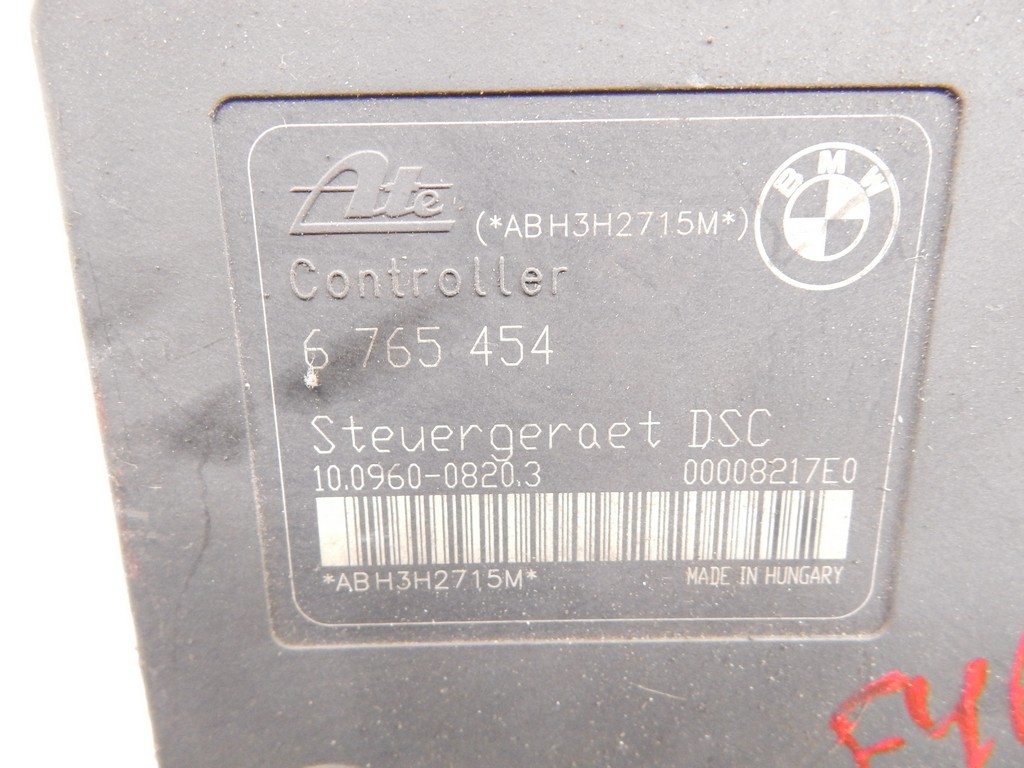 Ate (*ABH3H2715M*) BMW
Controller
6 765 454
Steuergeraet DSC
10.0960-0820.3 00008217E0
*ABH3H2715M* MADE IN HUNGARY